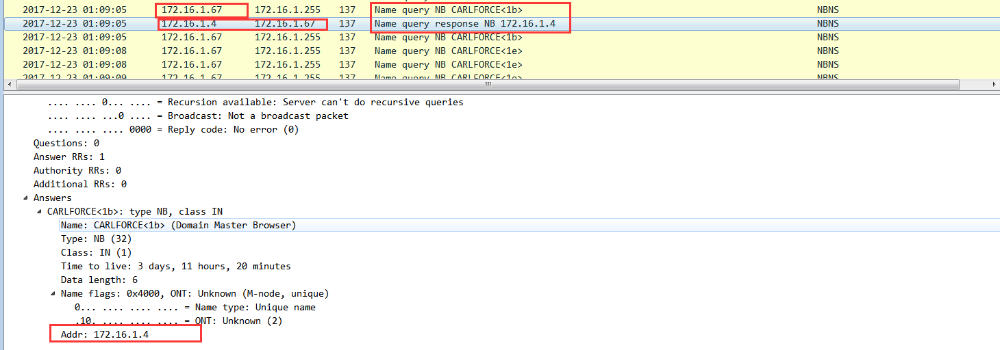 2017-12-23 01:09:05 172.16.1.67 172.16.1.255 137 Name query NB CARLFORCE<1b> NBNS
2017-12-23 01:09:05 172.16.1.4 172.16.1.67 137 Name query response NB 172.16.1.4 NBNS
2017-12-23 01:09:05 172.16.1.67 172.16.1.255 137 Name query NB CARLFORCE<1b> NBNS
2017-12-23 01:09:08 172.16.1.67 172.16.1.255 137 Name query NB CARLFORCE<1e> NBNS
2017-12-23 01:09:08 172.16.1.67 172.16.1.255 137 Name query NB CARLFORCE<1e> NBNS
2017-12-23 01:09:09 172.16.1.67 172.16.1.255 137 Name query NB CARLFORCE<1e> NBNS
.... .... 0... .... = Recursion available: Server can't do recursive queries
.... .... ...0 .... = Broadcast: Not a broadcast packet
.... .... .... 0000 = Reply code: No error (0)
Questions: 0
Answer RRs: 1
Authority RRs: 0
Additional RRs: 0
Answers
CARLFORCE<1b>: type NB, class IN
Name: CARLFORCE<1b> (Domain Master Browser)
Type: NB (32)
Class: IN (1)
Time to live: 3 days, 11 hours, 20 minutes
Data length: 6
Name flags: 0x4000, ONT: Unknown (M-node, unique)
0... .... .... .... = Name type: Unique name
.10. .... .... .... = ONT: Unknown (2)
Addr: 172.16.1.4